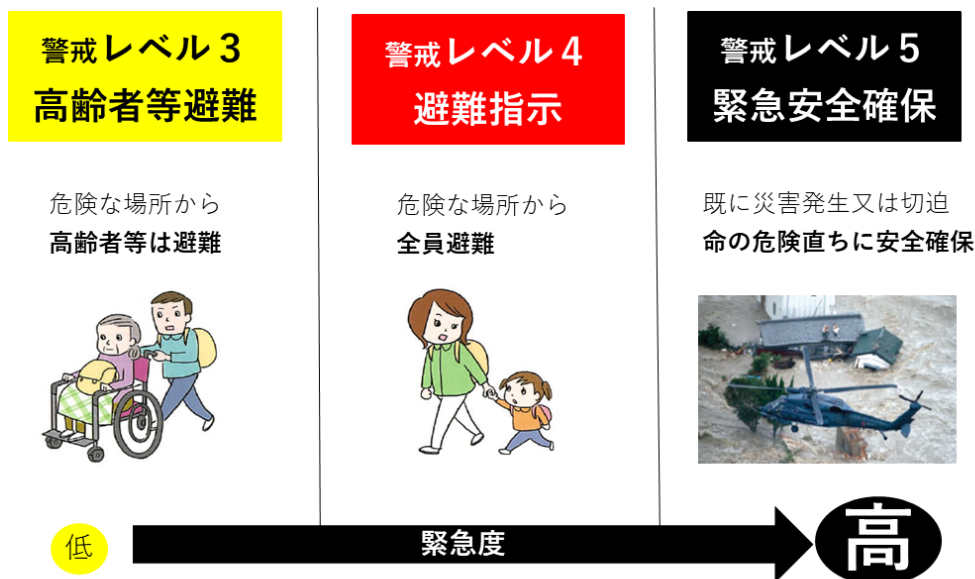 警戒レベル３
高齢者等避難
危険な場所から
高齢者等は避難
警戒レベル４
避難指示
危険な場所から
全員避難
警戒レベル５
緊急安全確保
既に災害発生又は切迫
命の危険直ちに安全確保
低
緊急度
高